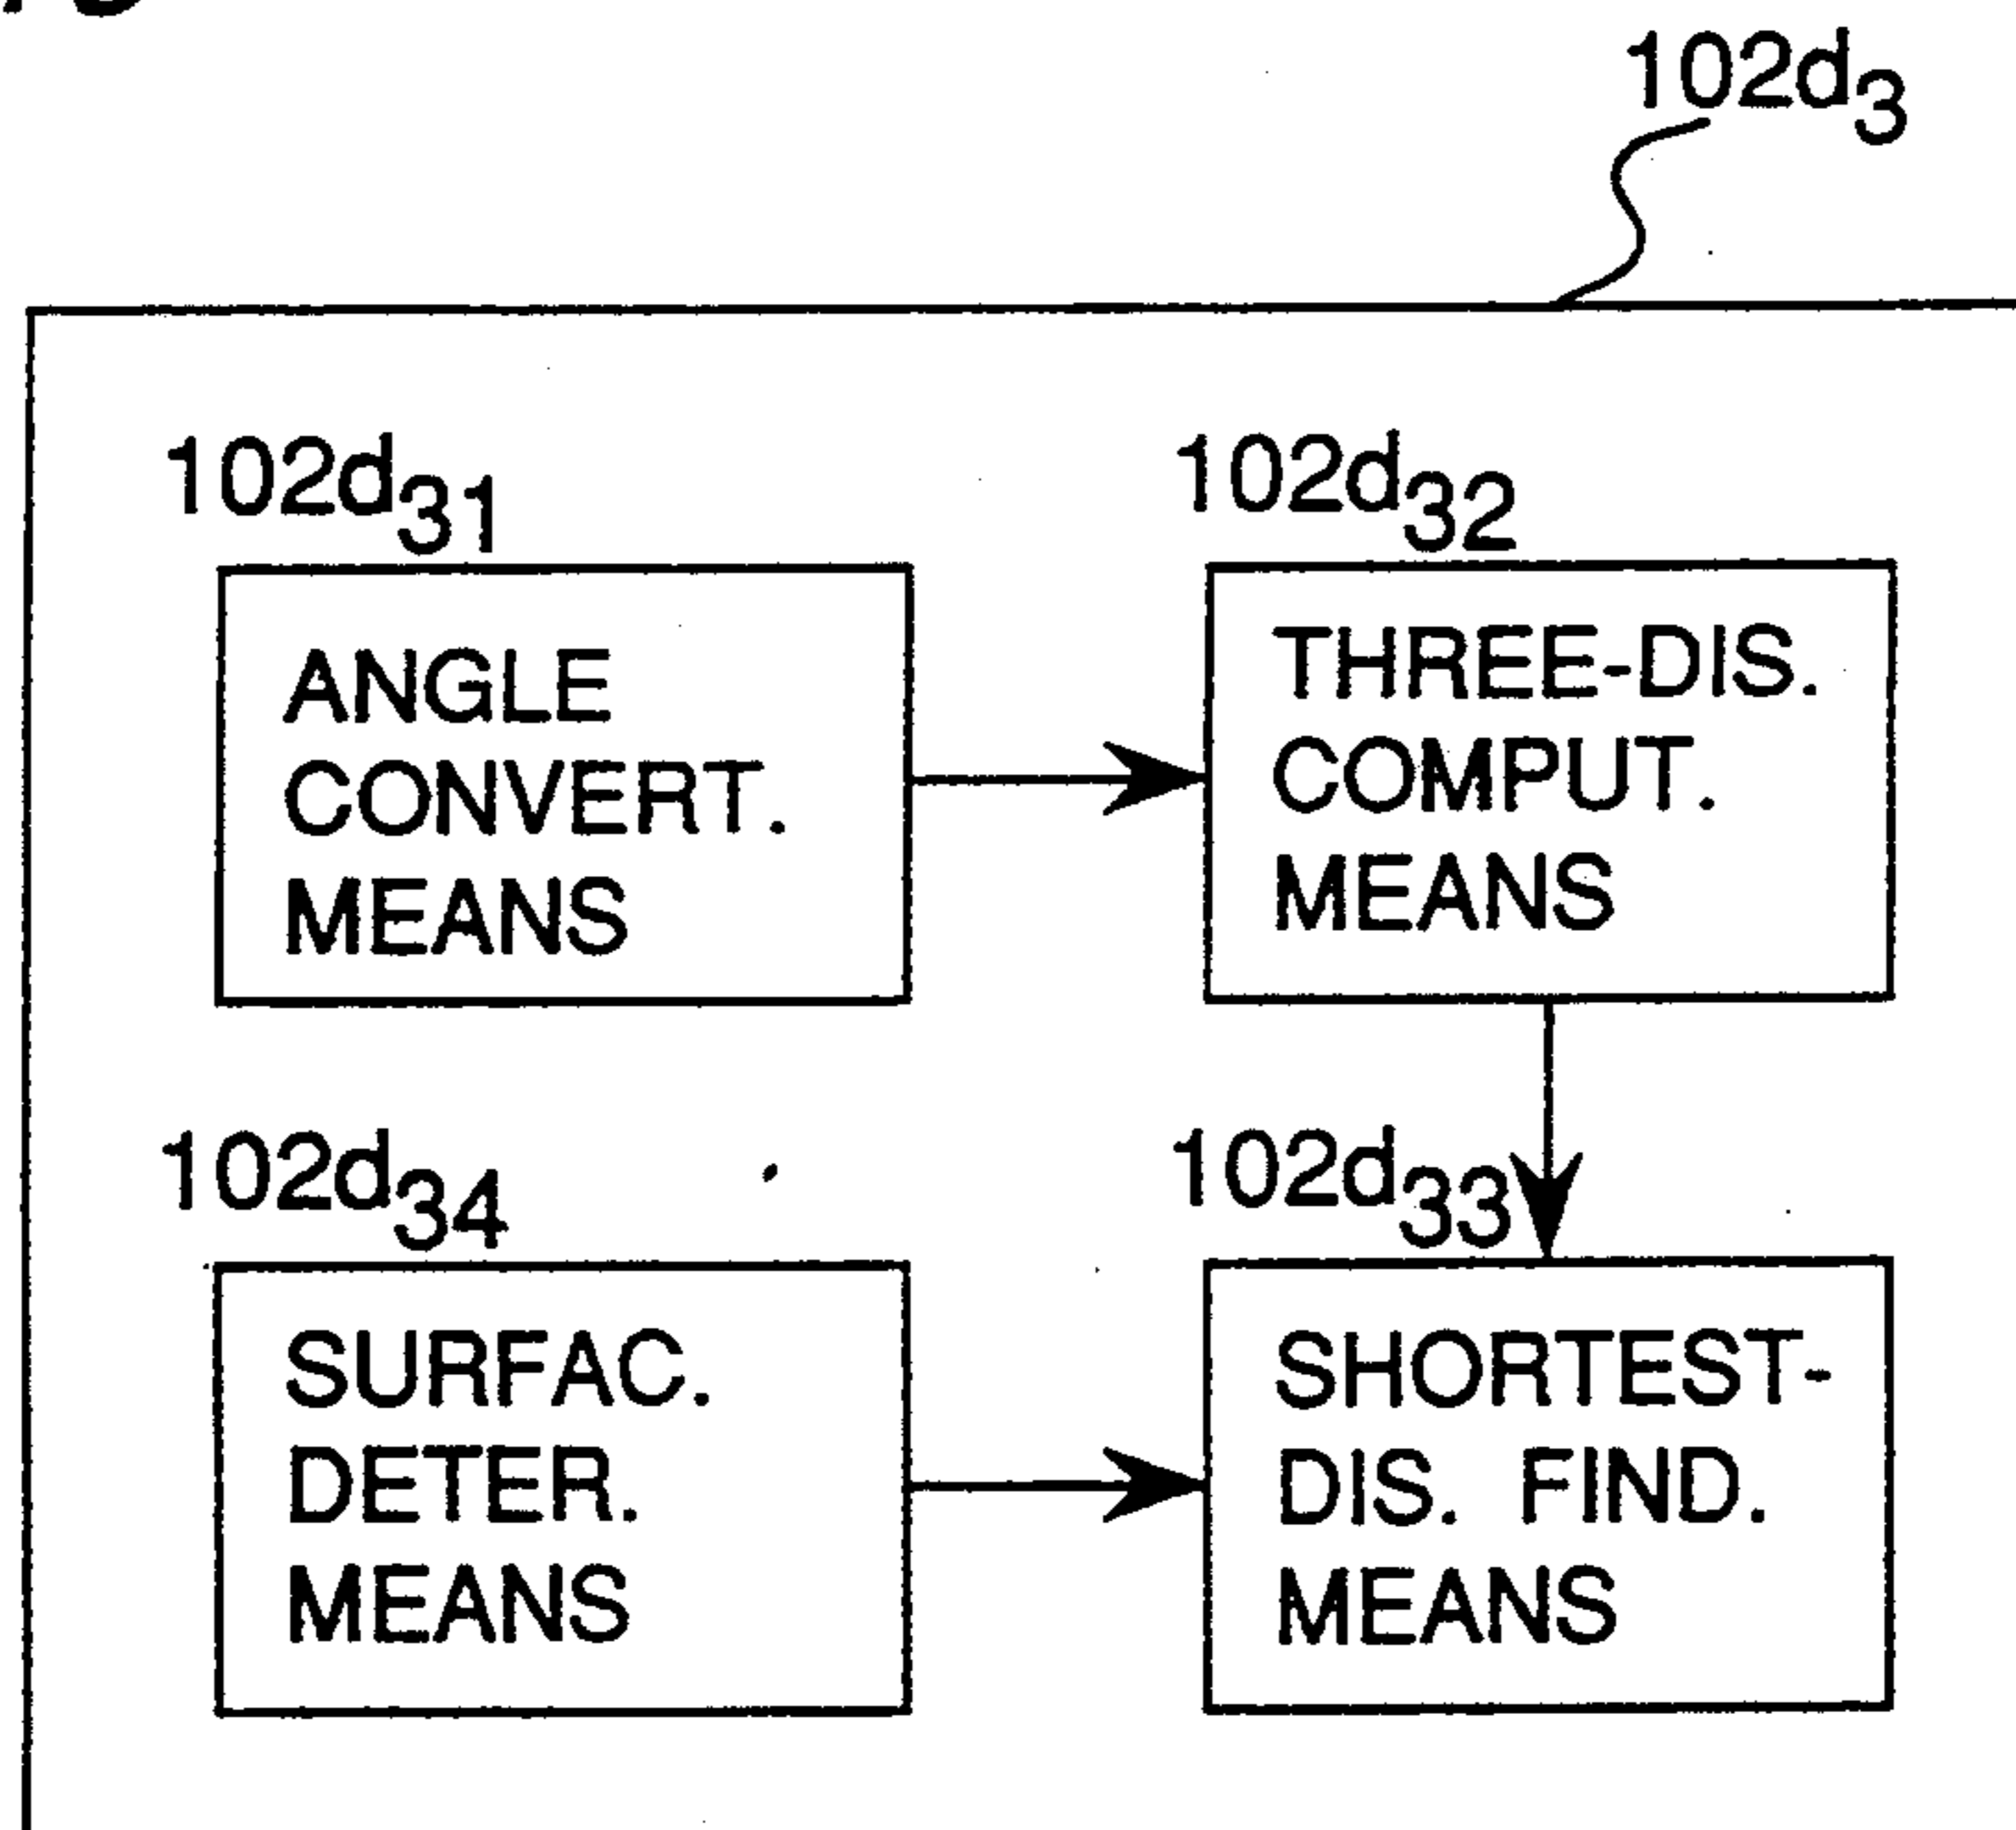 102d3
102d31
102d32
ANGLE
CONVERT.
MEANS
THREE-DIS.
COMPUT.
MEANS
102d34
102d33
SURFAC.
DETER.
MEANS
SHORTEST-
DIS. FIND.
MEANS